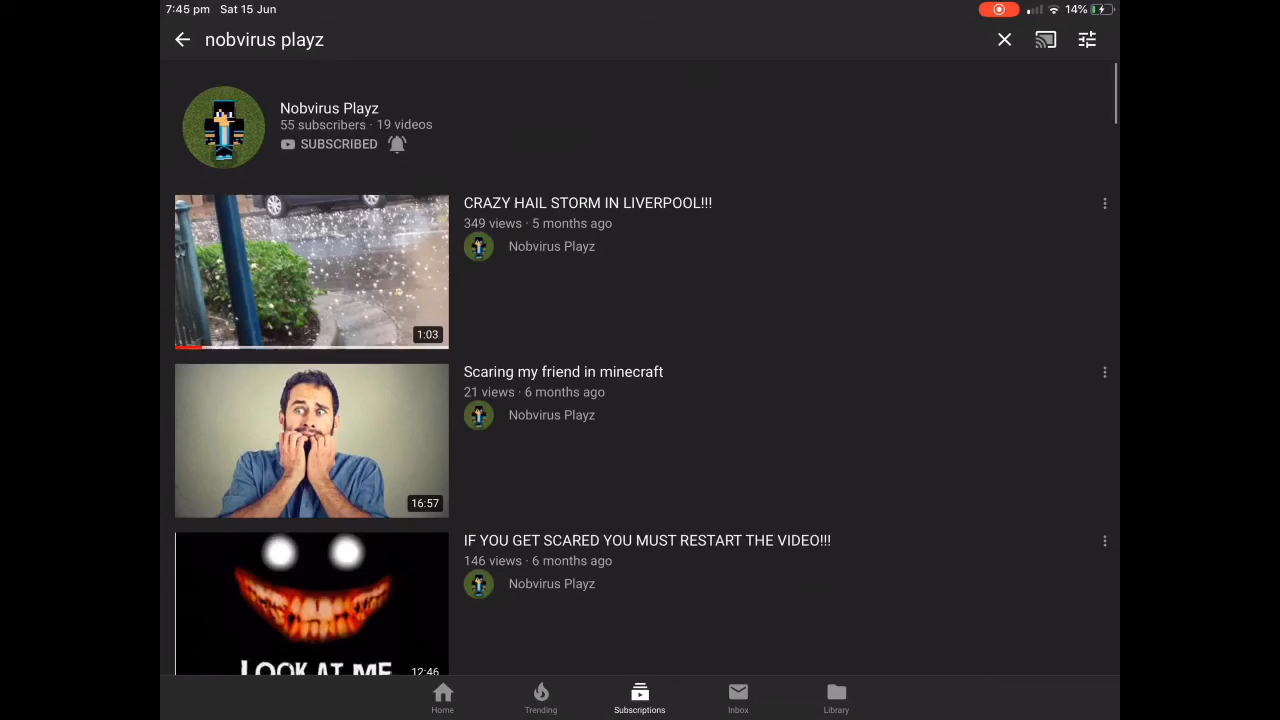 7:45 pm Sat 15 Jun 14%
nobvirus playz
Nobvirus Playz
55 subscribers · 19 videos
SUBSCRIBED
CRAZY HAIL STORM IN LIVERPOOL!!!
349 views · 5 months ago
Nobvirus Playz
1:03
Scaring my friend in minecraft
21 views · 6 months ago
Nobvirus Playz
16:57
IF YOU GET SCARED YOU MUST RESTART THE VIDEO!!!
146 views · 6 months ago
Nobvirus Playz
LOOK AT ME
12:46
Home Trending Subscriptions Inbox Library